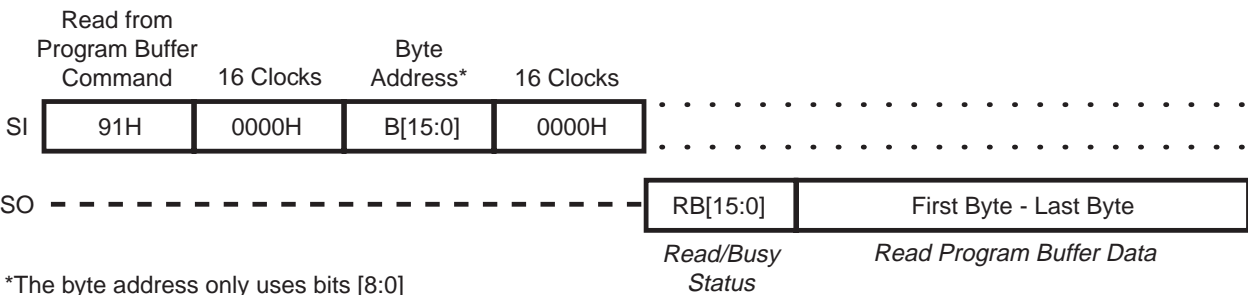 Read from
Program Buffer
Command
16 Clocks
Byte
Address*
16 Clocks
SI
91H
0000H
B[15:0]
0000H
SO
RB[15:0]
First Byte - Last Byte
Read/Busy
Status
Read Program Buffer Data
*The byte address only uses bits [8:0]